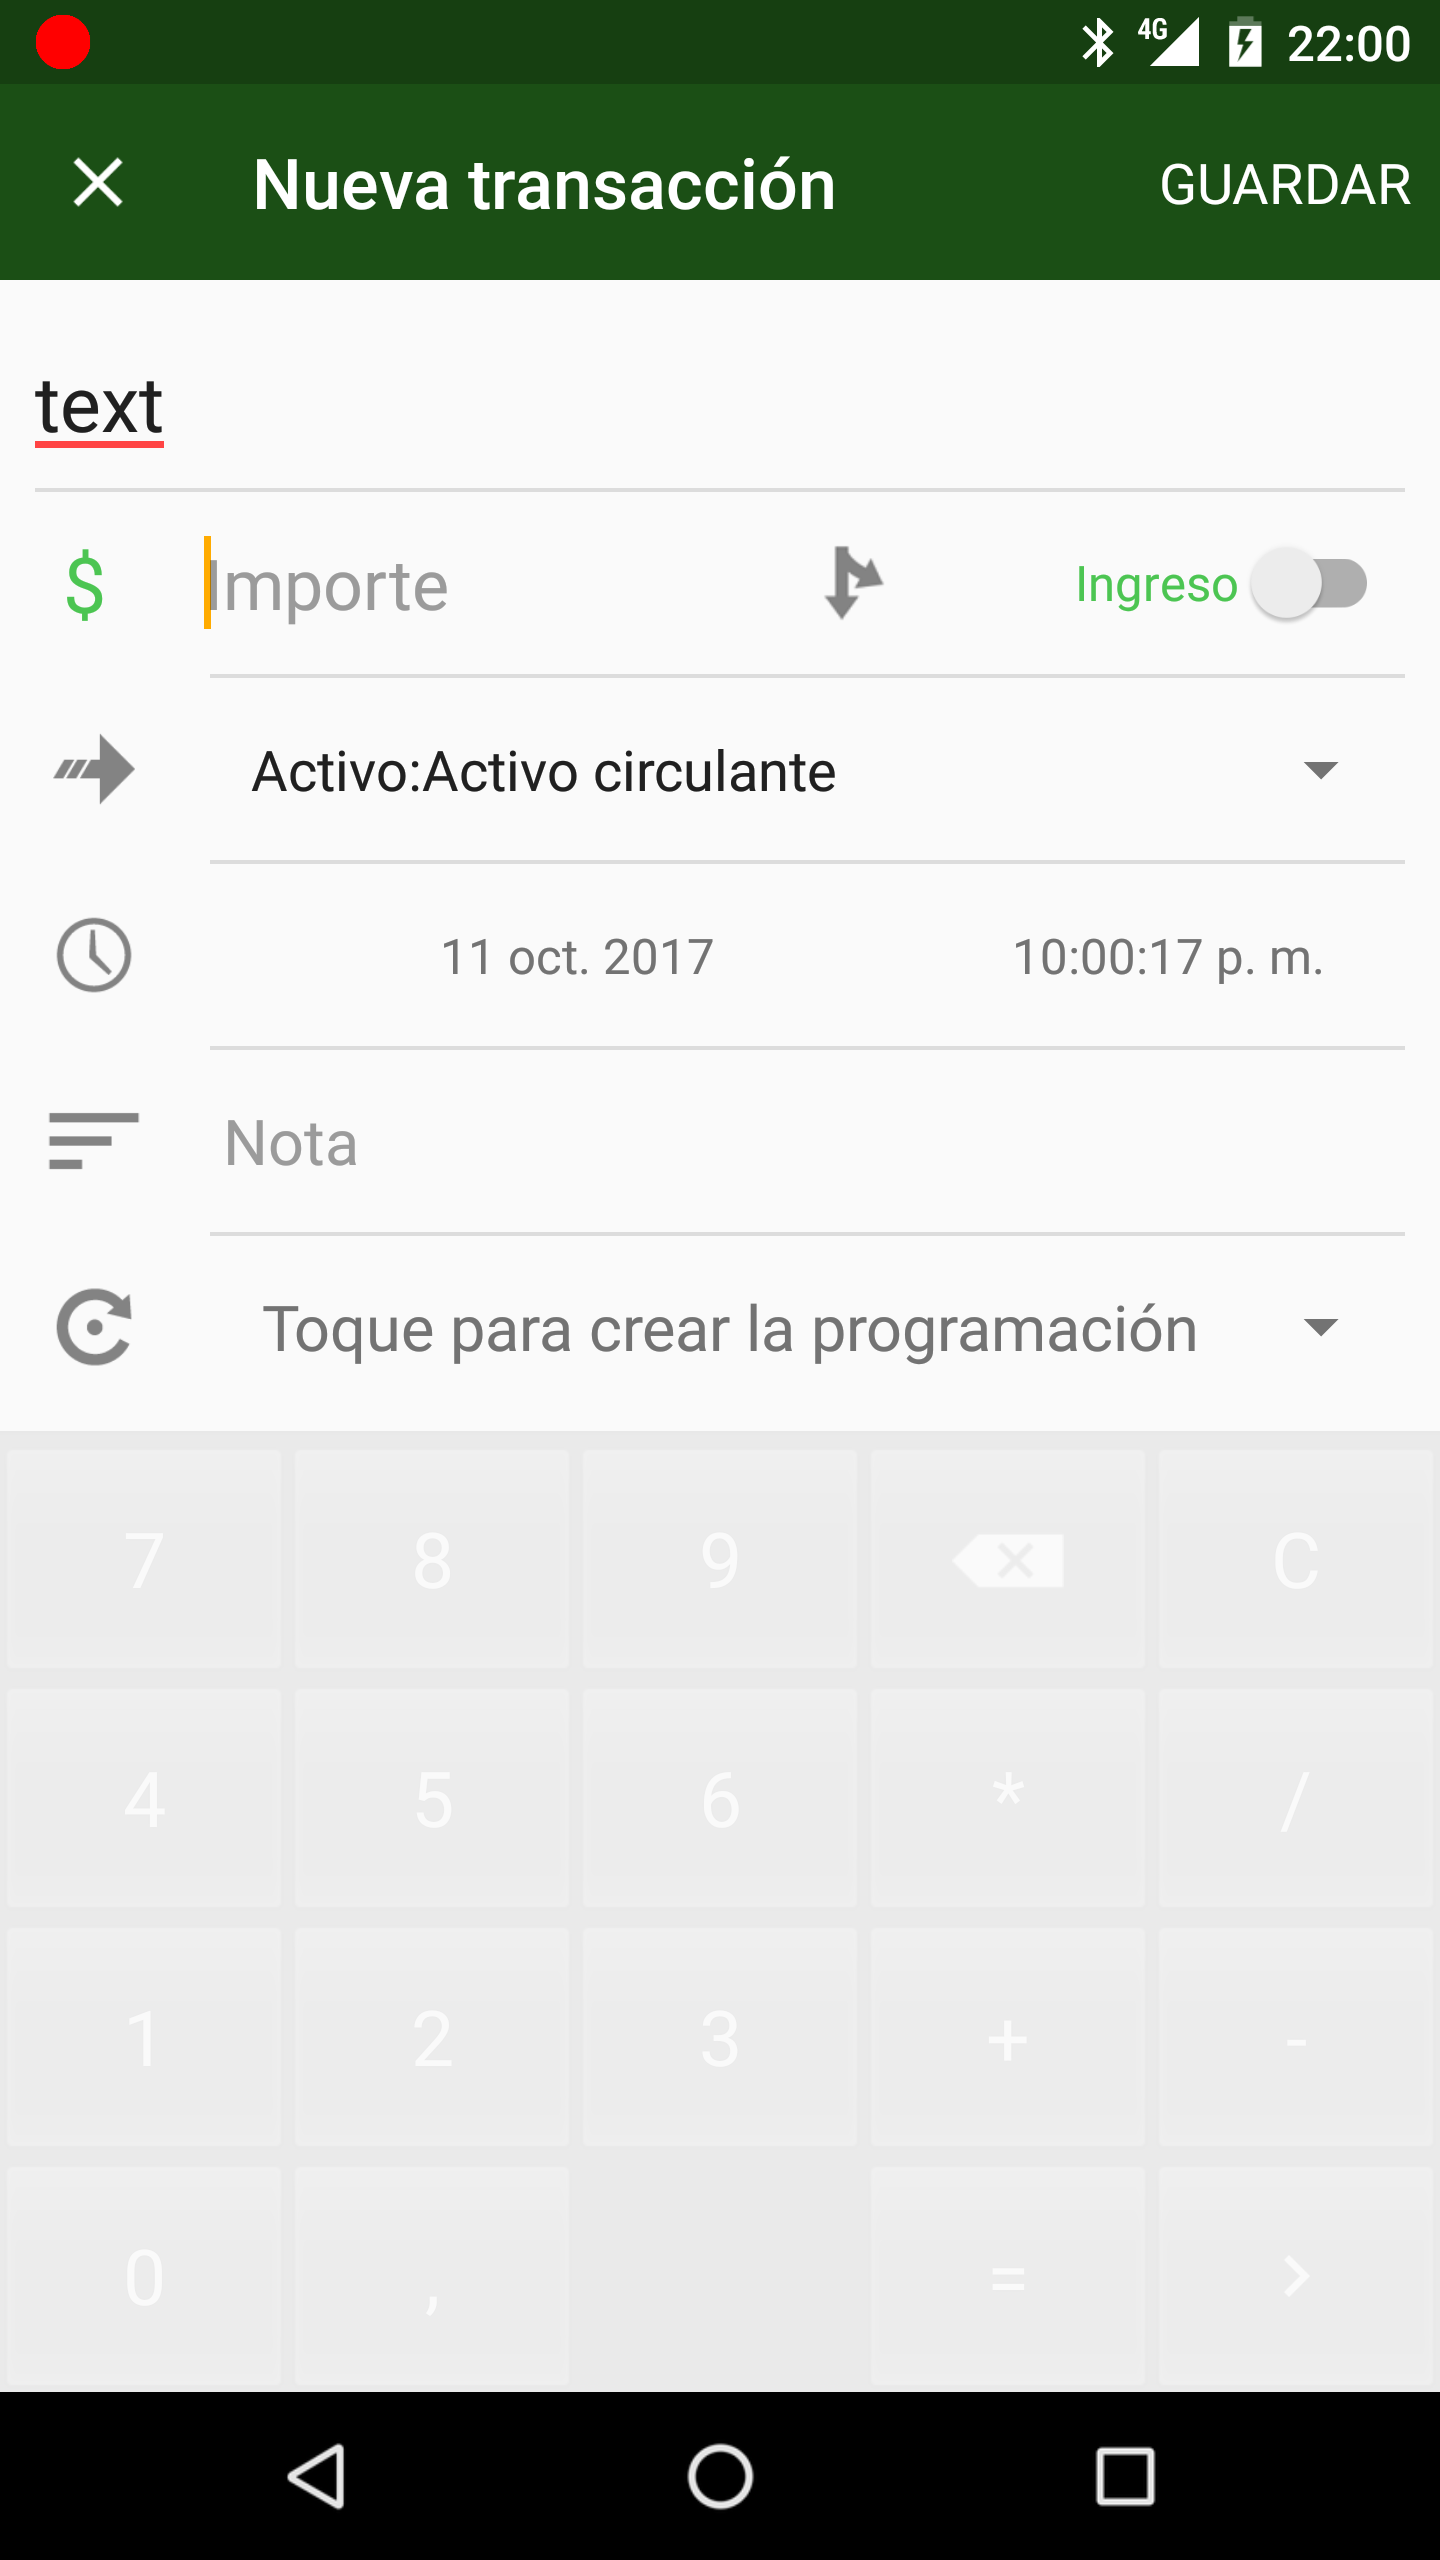 4G 22:00
Nueva transacción GUARDAR
text
$ Importe Ingreso
Activo:Activo circulante
11 oct. 2017 10:00:17 p. m.
Nota
Toque para crear la programación
7 8 9 C
4 5 6 * /
1 2 3 + -
0 , =